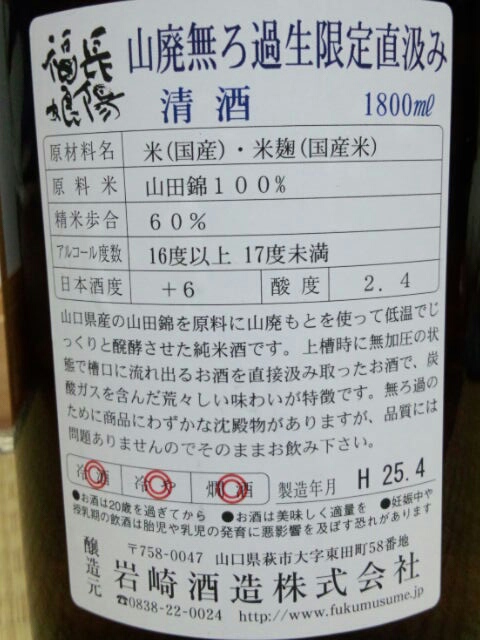 長陽
福娘
山廃無ろ過生限定直汲み
清酒 1800㎖
原材料名 米(国産)・米麹(国産米)
原料米 山田錦100%
精米歩合 60%
アルコール度数 16度以上 17度未満
日本酒度 +6 酸度 2.4
山口県産の山田錦を原料に山廃もとを使って低温でじ
っくりと醗酵させた純米酒です。上槽時に無加圧の状
態で槽口に流れ出るお酒を直接汲み取ったお酒で、炭
酸ガスを含んだ荒々しい味わいが特徴です。無ろ過の
ために商品にわずかな沈殿物がありますが、品質には
問題ありませんのでそのままお飲み下さい。
冷酒 冷や 燗酒 製造年月 H 25.4
●お酒は20歳を過ぎてから ●お酒は美味しく適量を ●妊娠中や
授乳期の飲酒は胎児や乳児の発育に悪影響を及ぼす恐れがあります
醸造元
〒758-0047 山口県萩市大字東田町58番地
岩崎酒造株式会社
☎0838-22-0024 http://www.fukumusume.jp